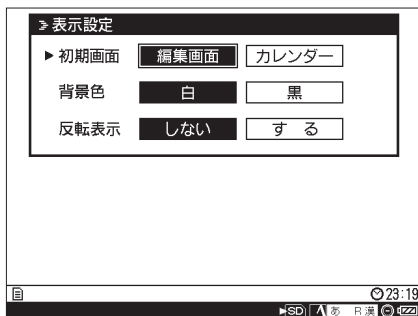 表示設定
初期画面 編集画面 カレンダー
背景色 白 黒
反転表示 しない する
23:19
SD A あ R漢